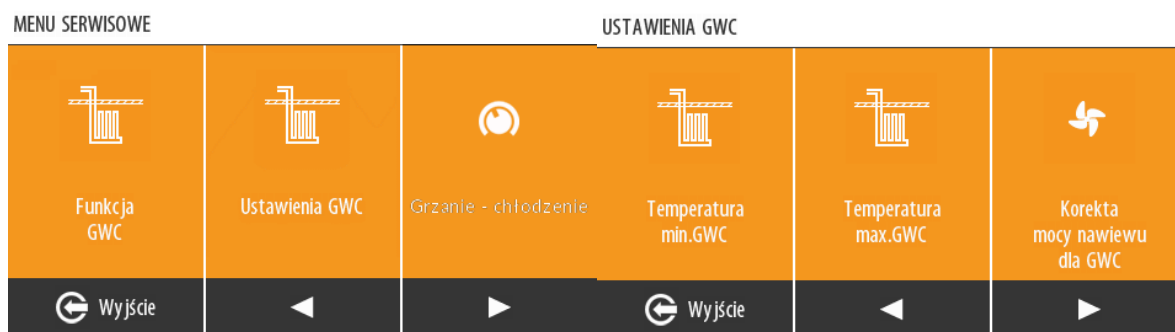 MENU SERWISOWE
Funkcja
GWC
Ustawienia GWC
Grzanie - chłodzenie
Wyjście
USTAWIENIA GWC
Temperatura
min.GWC
Temperatura
max.GWC
Korekta
mocy nawiewu
dla GWC
Wyjście